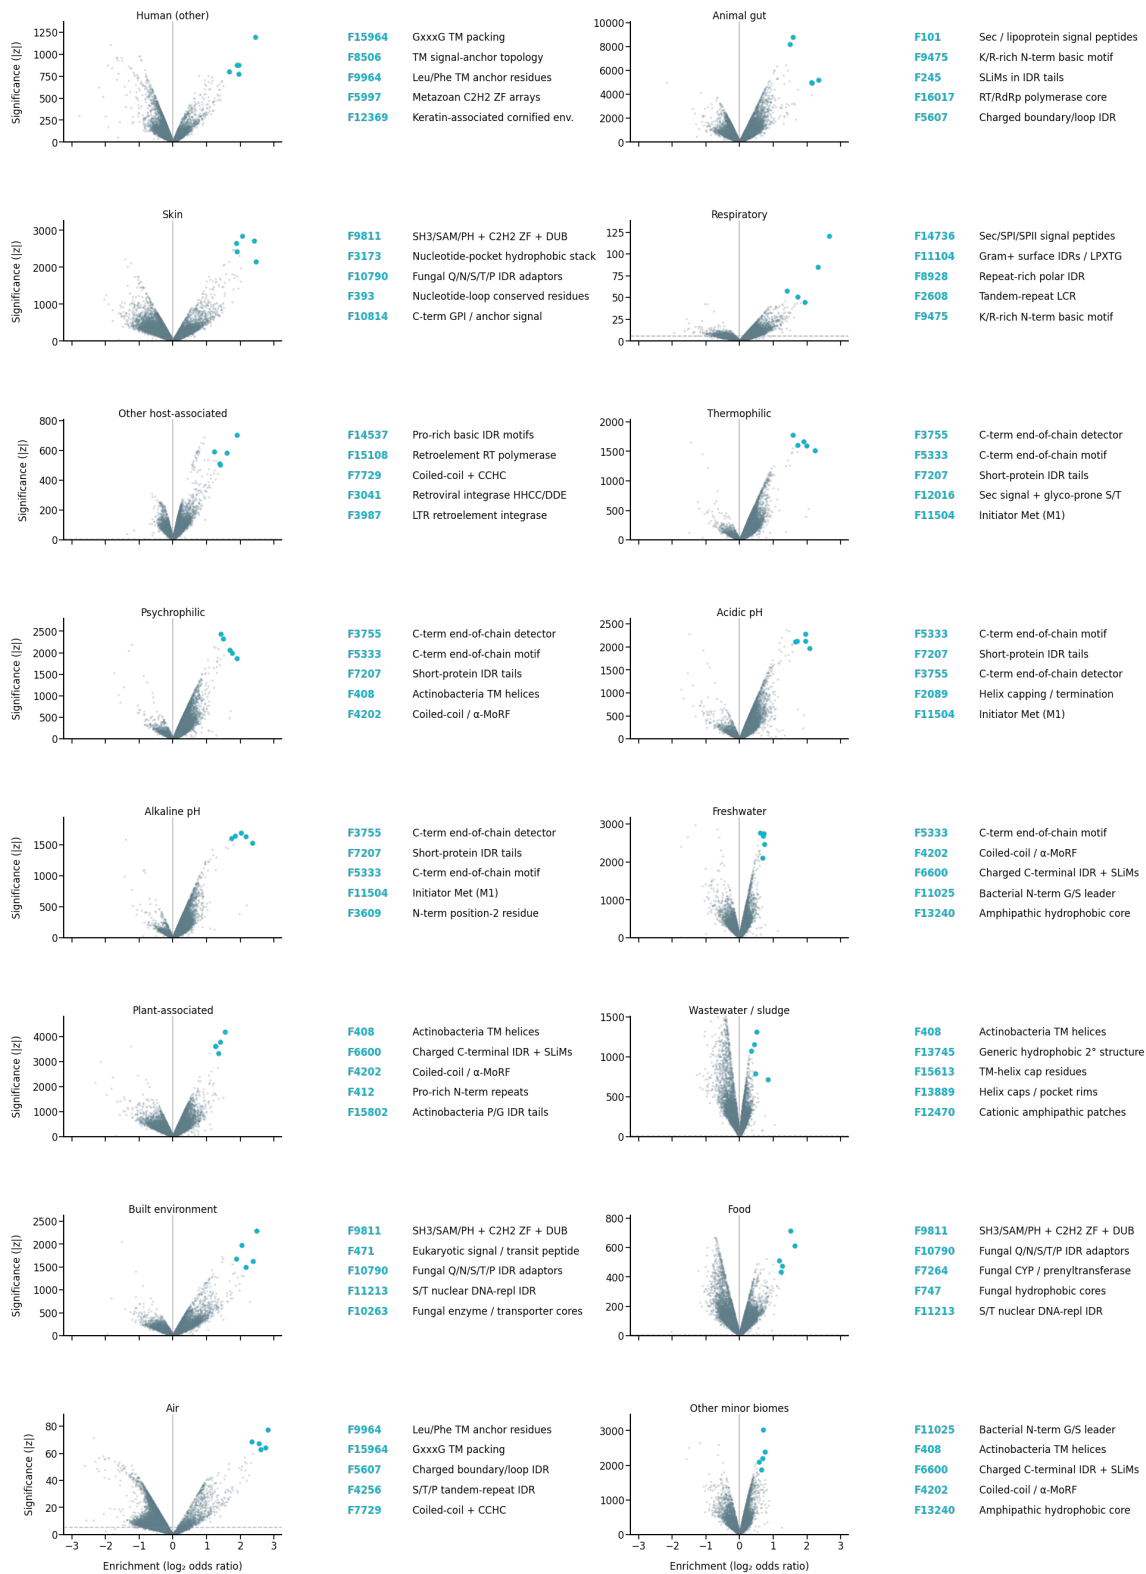 Human (other)
Significance (|z|)
1250
1000
750
500
250
0
F15964 GxxxG TM packing
F8506 TM signal-anchor topology
F9964 Leu/Phe TM anchor residues
F5997 Metazoan C2H2 ZF arrays
F12369 Keratin-associated cornified env.
Animal gut
10000
8000
6000
4000
2000
0
F101 Sec / lipoprotein signal peptides
F9475 K/R-rich N-term basic motif
F245 SLiMs in IDR tails
F16017 RT/RdRp polymerase core
F5607 Charged boundary/loop IDR
Skin
Significance (|z|)
3000
2000
1000
0
F9811 SH3/SAM/PH + C2H2 ZF + DUB
F3173 Nucleotide-pocket hydrophobic stack
F10790 Fungal Q/N/S/T/P IDR adaptors
F393 Nucleotide-loop conserved residues
F10814 C-term GPI / anchor signal
Respiratory
125
100
75
50
25
0
F14736 Sec/SPI/SPII signal peptides
F11104 Gram+ surface IDRs / LPXTG
F8928 Repeat-rich polar IDR
F2608 Tandem-repeat LCR
F9475 K/R-rich N-term basic motif
Other host-associated
Significance (|z|)
800
600
400
200
0
F14537 Pro-rich basic IDR motifs
F15108 Retroelement RT polymerase
F7729 Coiled-coil + CCHC
F3041 Retroviral integrase HHCC/DDE
F3987 LTR retroelement integrase
Thermophilic
2000
1500
1000
500
0
F3755 C-term end-of-chain detector
F5333 C-term end-of-chain motif
F7207 Short-protein IDR tails
F12016 Sec signal + glyco-prone S/T
F11504 Initiator Met (M1)
Psychrophilic
Significance (|z|)
2500
2000
1500
1000
500
0
F3755 C-term end-of-chain detector
F5333 C-term end-of-chain motif
F7207 Short-protein IDR tails
F408 Actinobacteria TM helices
F4202 Coiled-coil / α-MoRF
Acidic pH
2500
2000
1500
1000
500
0
F5333 C-term end-of-chain motif
F7207 Short-protein IDR tails
F3755 C-term end-of-chain detector
F2089 Helix capping / termination
F11504 Initiator Met (M1)
Alkaline pH
Significance (|z|)
1500
1000
500
0
F3755 C-term end-of-chain detector
F7207 Short-protein IDR tails
F5333 C-term end-of-chain motif
F11504 Initiator Met (M1)
F3609 N-term position-2 residue
Freshwater
3000
2000
1000
0
F5333 C-term end-of-chain motif
F4202 Coiled-coil / α-MoRF
F6600 Charged C-terminal IDR + SLiMs
F11025 Bacterial N-term G/S leader
F13240 Amphipathic hydrophobic core
Plant-associated
Significance (|z|)
4000
3000
2000
1000
0
F408 Actinobacteria TM helices
F6600 Charged C-terminal IDR + SLiMs
F4202 Coiled-coil / α-MoRF
F412 Pro-rich N-term repeats
F15802 Actinobacteria P/G IDR tails
Wastewater / sludge
1500
1000
500
0
F408 Actinobacteria TM helices
F13745 Generic hydrophobic 2° structure
F15613 TM-helix cap residues
F13889 Helix caps / pocket rims
F12470 Cationic amphipathic patches
Built environment
Significance (|z|)
2500
2000
1500
1000
500
0
F9811 SH3/SAM/PH + C2H2 ZF + DUB
F471 Eukaryotic signal / transit peptide
F10790 Fungal Q/N/S/T/P IDR adaptors
F11213 S/T nuclear DNA-repl IDR
F10263 Fungal enzyme / transporter cores
Food
800
600
400
200
0
F9811 SH3/SAM/PH + C2H2 ZF + DUB
F10790 Fungal Q/N/S/T/P IDR adaptors
F7264 Fungal CYP / prenyltransferase
F747 Fungal hydrophobic cores
F11213 S/T nuclear DNA-repl IDR
Air
Significance (|z|)
80
60
40
20
0
−3 −2 −1 0 1 2 3
Enrichment (log₂ odds ratio)
F9964 Leu/Phe TM anchor residues
F15964 GxxxG TM packing
F5607 Charged boundary/loop IDR
F4256 S/T/P tandem-repeat IDR
F7729 Coiled-coil + CCHC
Other minor biomes
3000
2000
1000
0
−3 −2 −1 0 1 2 3
Enrichment (log₂ odds ratio)
F11025 Bacterial N-term G/S leader
F408 Actinobacteria TM helices
F6600 Charged C-terminal IDR + SLiMs
F4202 Coiled-coil / α-MoRF
F13240 Amphipathic hydrophobic core